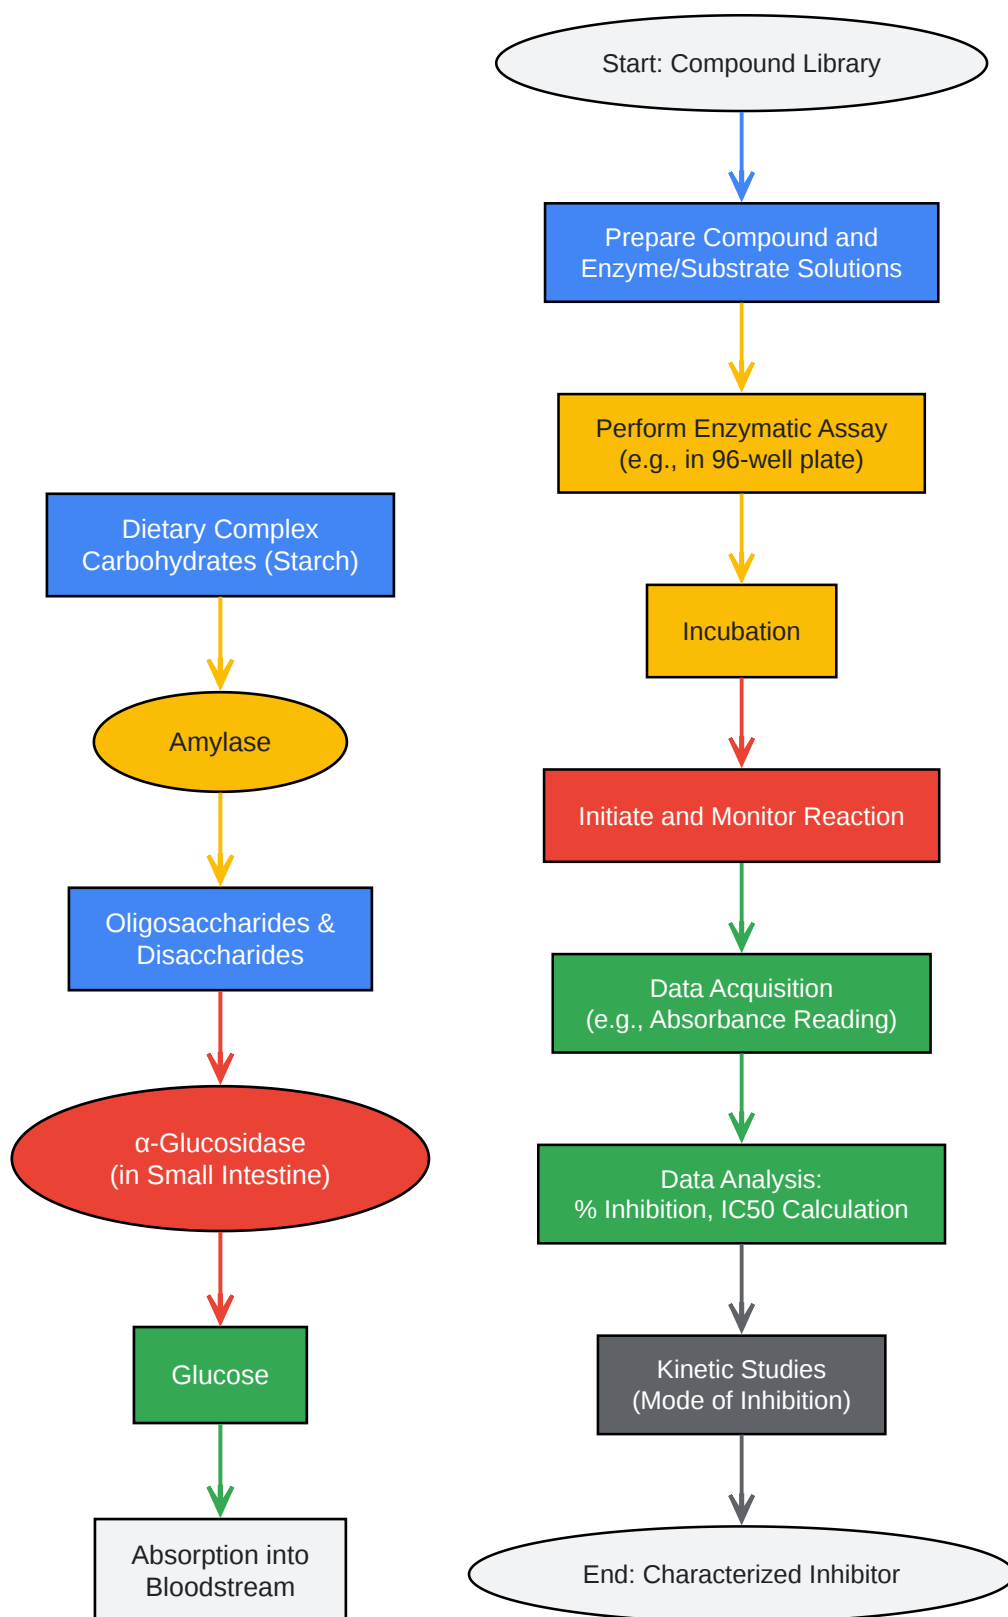 Dietary Complex
Carbohydrates (Starch)
Amylase
Oligosaccharides &
Disaccharides
α-Glucosidase
(in Small Intestine)
Glucose
Absorption into
Bloodstream
Start: Compound Library
Prepare Compound and
Enzyme/Substrate Solutions
Perform Enzymatic Assay
(e.g., in 96-well plate)
Incubation
Initiate and Monitor Reaction
Data Acquisition
(e.g., Absorbance Reading)
Data Analysis:
% Inhibition, IC50 Calculation
Kinetic Studies
(Mode of Inhibition)
End: Characterized Inhibitor